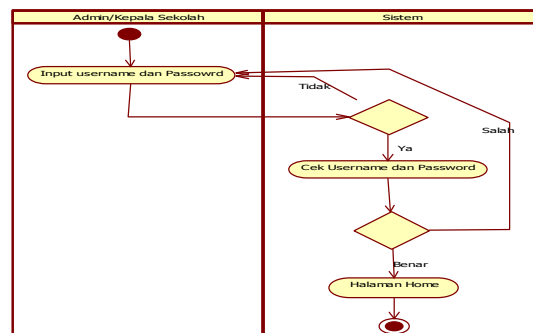 Admin/Kepala Sekolah
Sistem
Input username dan Passowrd
Tidak
Salah
Ya
Cek Username dan Password
Benar
Halaman Home